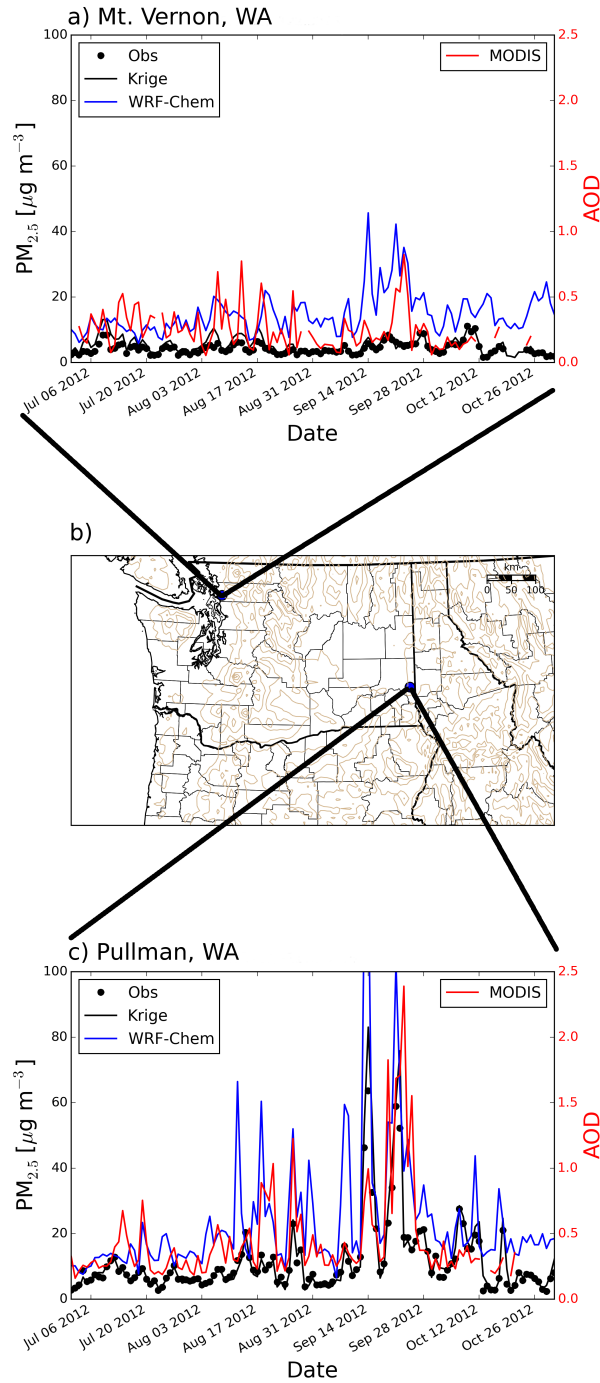 a) Mt. Vernon, WA
100
80
60
40
20
0
PM2.5 [μg m−3]
Obs
Krige
WRF-Chem
MODIS
2.5
2.0
1.5
1.0
0.5
0.0
AOD
Jul 06 2012
Jul 20 2012
Aug 03 2012
Aug 17 2012
Aug 31 2012
Sep 14 2012
Sep 28 2012
Oct 12 2012
Oct 26 2012
Date
b)
km
0 50 100
c) Pullman, WA
100
80
60
40
20
0
PM2.5 [μg m−3]
Obs
Krige
WRF-Chem
MODIS
2.5
2.0
1.5
1.0
0.5
0.0
AOD
Jul 06 2012
Jul 20 2012
Aug 03 2012
Aug 17 2012
Aug 31 2012
Sep 14 2012
Sep 28 2012
Oct 12 2012
Oct 26 2012
Date